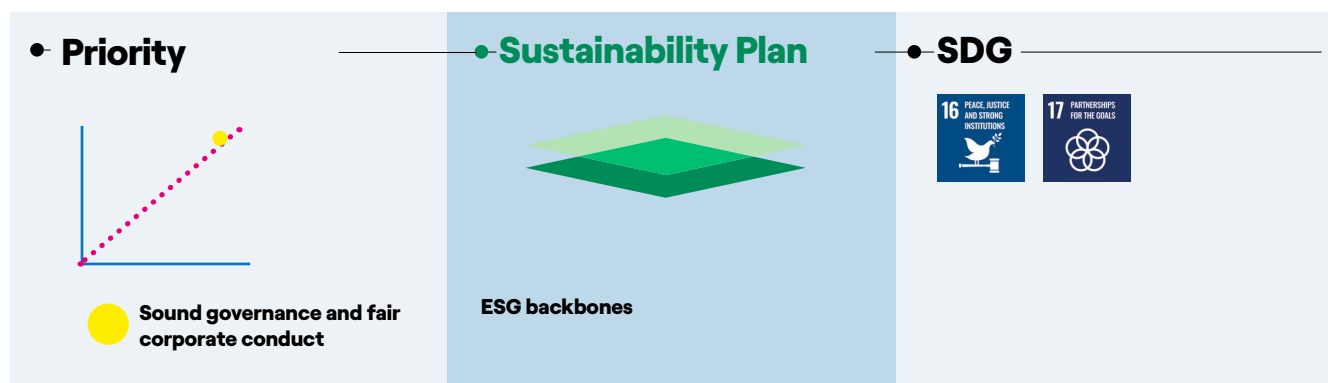 Priority
Sustainability Plan
SDG
16 PEACE, JUSTICE
AND STRONG
INSTITUTIONS
17 PARTNERSHIPS
FOR THE GOALS
Sound governance and fair
corporate conduct
ESG backbones